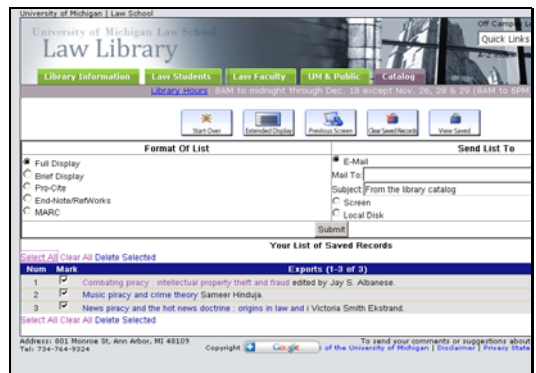 University of Michigan | Law School
University of Michigan Law School
Law Library
Off Campus
Quick Links
Library Information Law Students Law Faculty UM & Public Catalog
Library Hours: 8AM to midnight through Dec. 18 except Nov. 26, 28 & 29 (8AM to 6PM
Start Over Extended Display Previous Screen Clear Saved Records View Saved
Format Of List Send List To
Full Display E-Mail
Brief Display Mail To:
Pro-Cite Subject: From the library catalog
End-Note/RefWorks Screen
MARC Local Disk
Submit
Your List of Saved Records
Select All Clear All Delete Selected
Num Mark Exports (1-3 of 3)
1 Combating piracy : intellectual property theft and fraud edited by Jay S. Albanese.
2 Music piracy and crime theory Sameer Hinduja.
3 News piracy and the hot news doctrine : origins in law and i Victoria Smith Ekstrand.
Select All Clear All Delete Selected
Address: 801 Monroe St, Ann Arbor, MI 48109 To send your comments or suggestions about
Tel: 734-764-9324 Copyright Google of the University of Michigan | Disclaimer | Privacy State